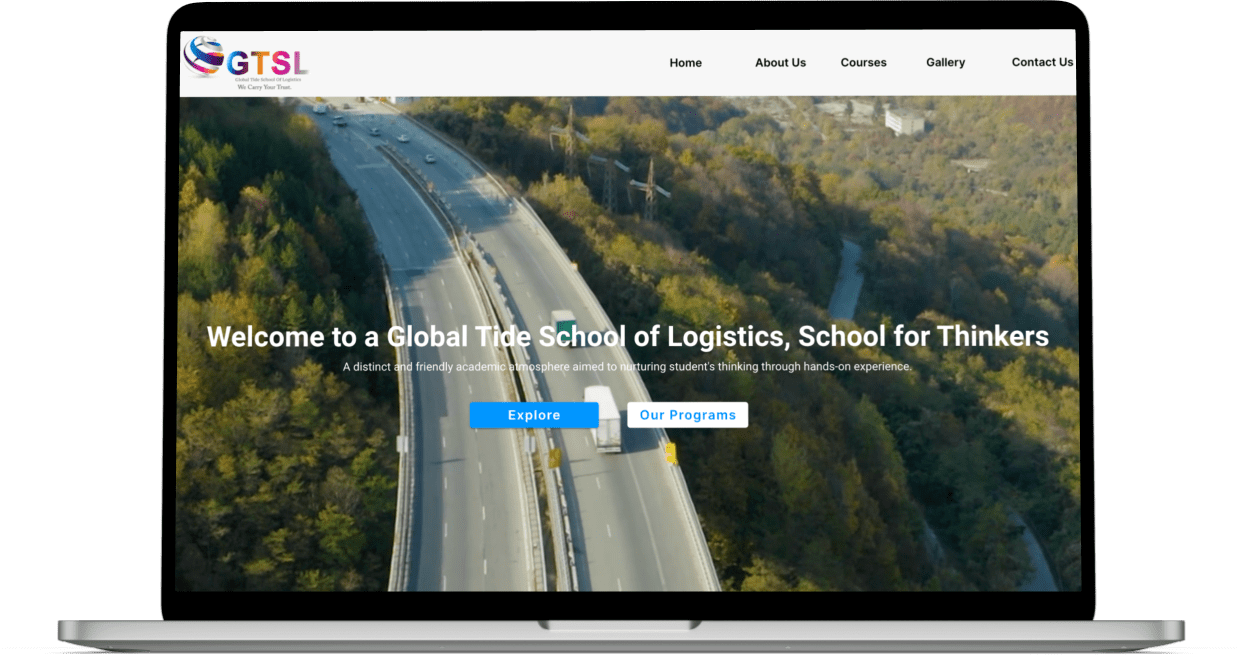 GTSL
Global Tide School Of Logistics
We Carry Your Trust.
Home About Us Courses Gallery Contact Us
Welcome to a Global Tide School of Logistics, School for Thinkers
A distinct and friendly academic atmosphere aimed to nurturing student's thinking through hands-on experience.
Explore Our Programs